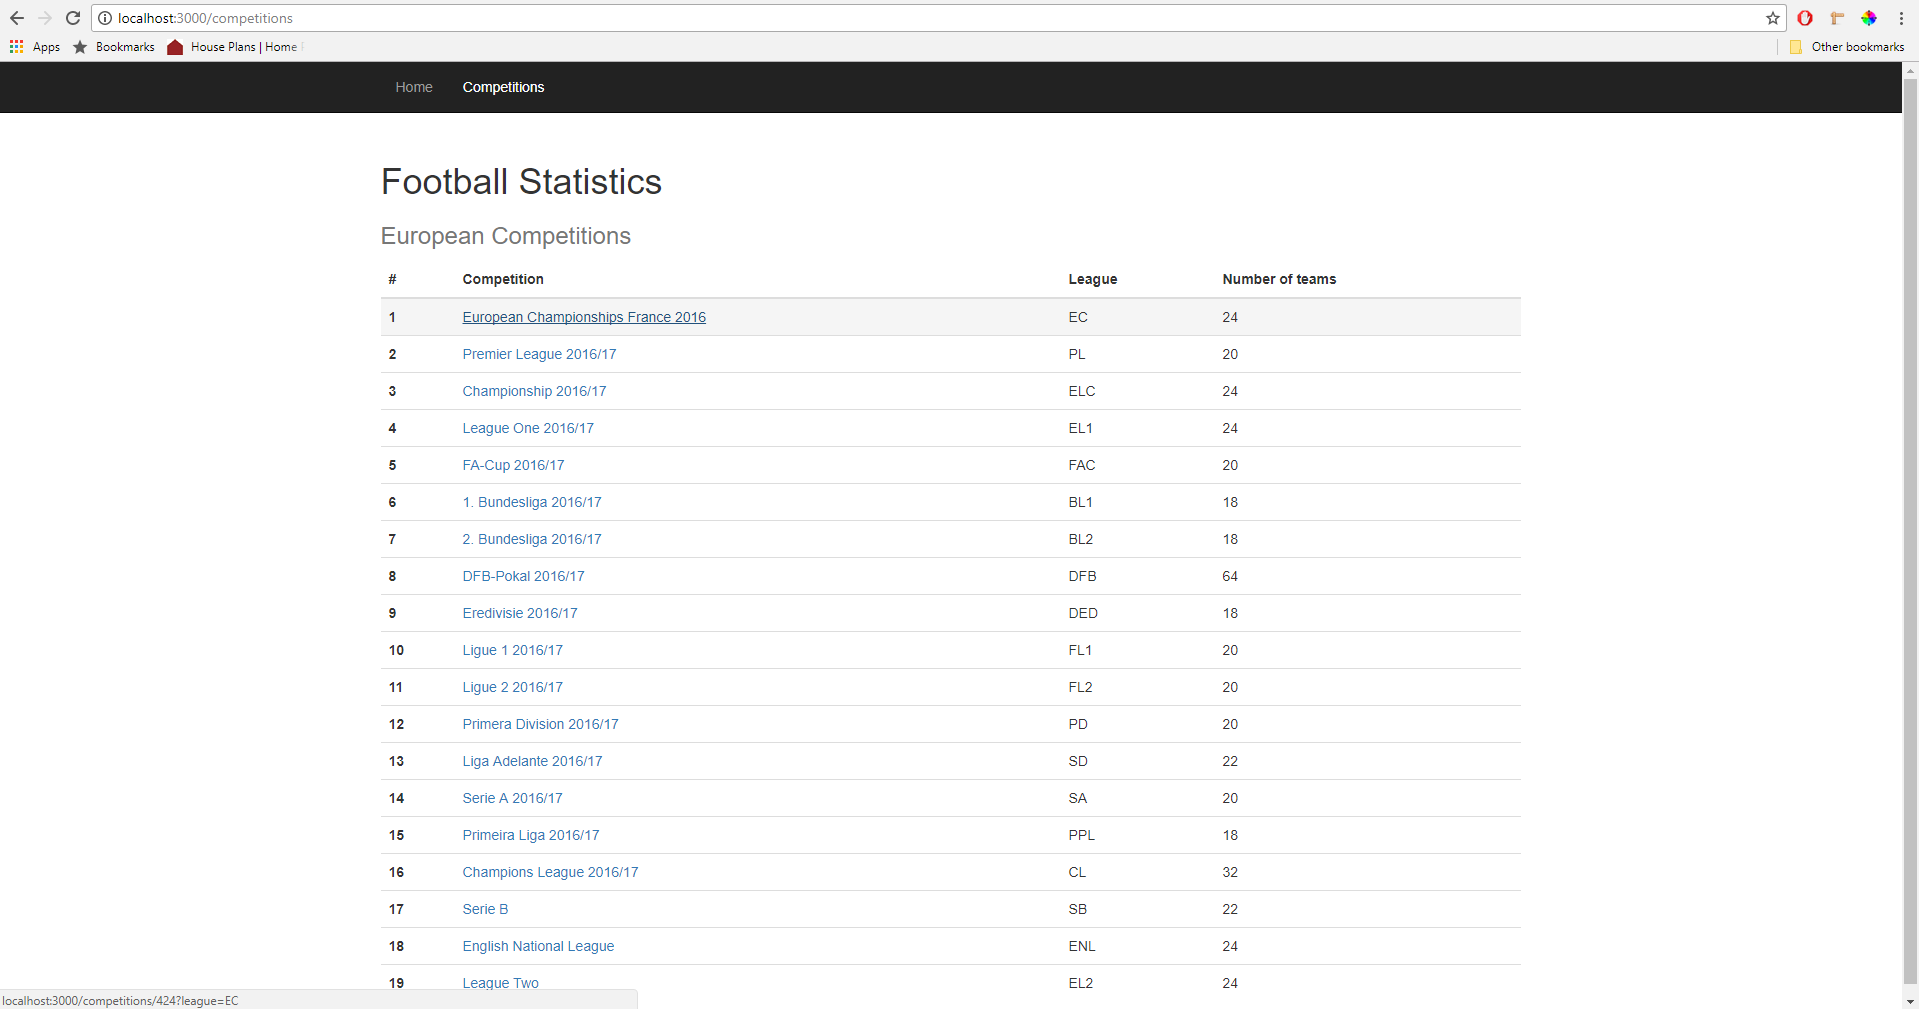 localhost:3000/competitions
Apps Bookmarks House Plans | Home Other bookmarks
Home Competitions
Football Statistics
European Competitions
# Competition League Number of teams
1 European Championships France 2016 EC 24
2 Premier League 2016/17 PL 20
3 Championship 2016/17 ELC 24
4 League One 2016/17 EL1 24
5 FA-Cup 2016/17 FAC 20
6 1. Bundesliga 2016/17 BL1 18
7 2. Bundesliga 2016/17 BL2 18
8 DFB-Pokal 2016/17 DFB 64
9 Eredivisie 2016/17 DED 18
10 Ligue 1 2016/17 FL1 20
11 Ligue 2 2016/17 FL2 20
12 Primera Division 2016/17 PD 20
13 Liga Adelante 2016/17 SD 22
14 Serie A 2016/17 SA 20
15 Primeira Liga 2016/17 PPL 18
16 Champions League 2016/17 CL 32
17 Serie B SB 22
18 English National League ENL 24
19 League Two EL2 24
localhost:3000/competitions/424?league=EC